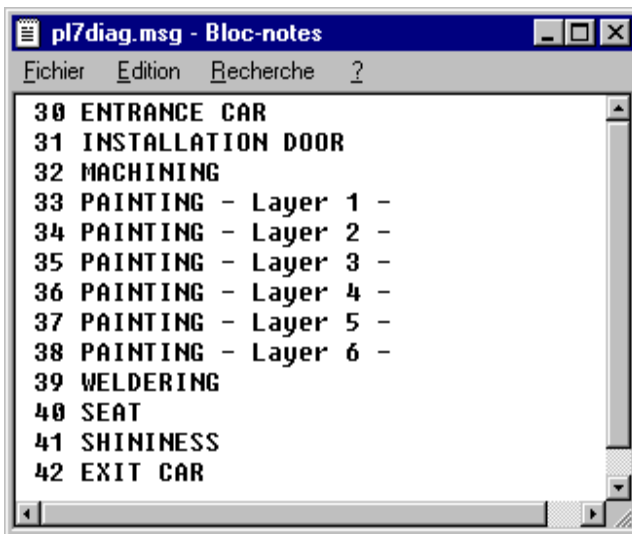 pl7diag.msg - Bloc-notes
Fichier Edition Recherche ?
30 ENTRANCE CAR
31 INSTALLATION DOOR
32 MACHINING
33 PAINTING - Layer 1 -
34 PAINTING - Layer 2 -
35 PAINTING - Layer 3 -
36 PAINTING - Layer 4 -
37 PAINTING - Layer 5 -
38 PAINTING - Layer 6 -
39 WELDERING
40 SEAT
41 SHININESS
42 EXIT CAR